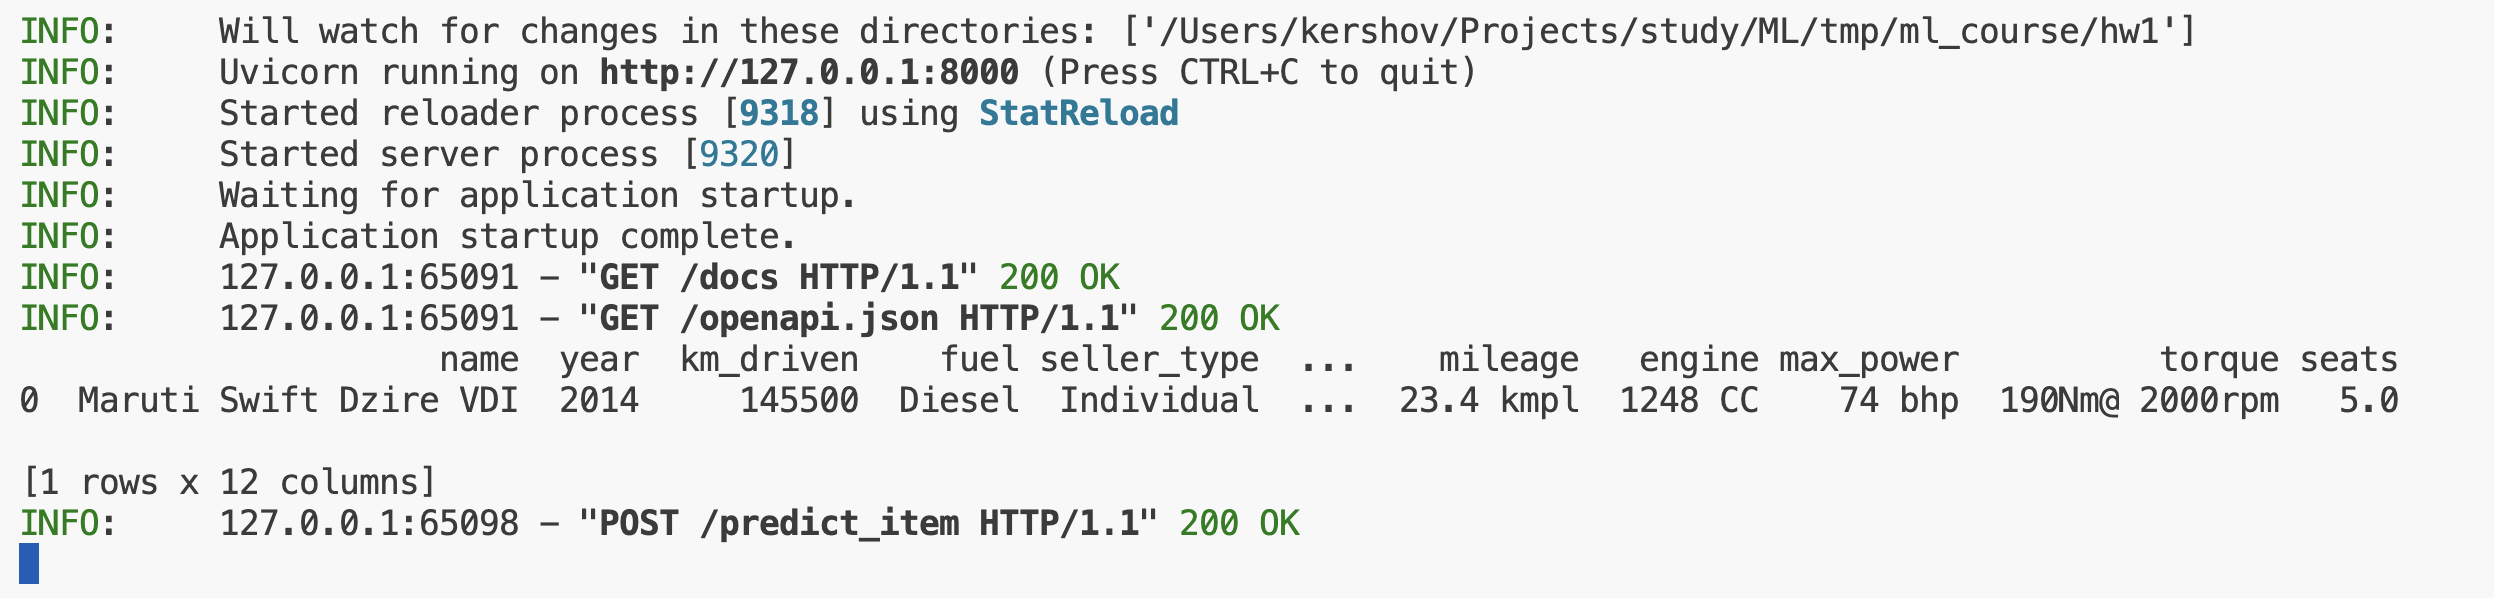 INFO:     Will watch for changes in these directories: ['/Users/kershov/Projects/study/ML/tmp/ml_course/hw1']
INFO:     Uvicorn running on http://127.0.0.1:8000 (Press CTRL+C to quit)
INFO:     Started reloader process [9318] using StatReload
INFO:     Started server process [9320]
INFO:     Waiting for application startup.
INFO:     Application startup complete.
INFO:     127.0.0.1:65091 – "GET /docs HTTP/1.1" 200 OK
INFO:     127.0.0.1:65091 – "GET /openapi.json HTTP/1.1" 200 OK
                     name  year  km_driven    fuel seller_type  ...    mileage   engine max_power          torque seats
0  Maruti Swift Dzire VDI  2014     145500  Diesel  Individual  ...  23.4 kmpl  1248 CC    74 bhp  190Nm@ 2000rpm   5.0
[1 rows x 12 columns]
INFO:     127.0.0.1:65098 – "POST /predict_item HTTP/1.1" 200 OK